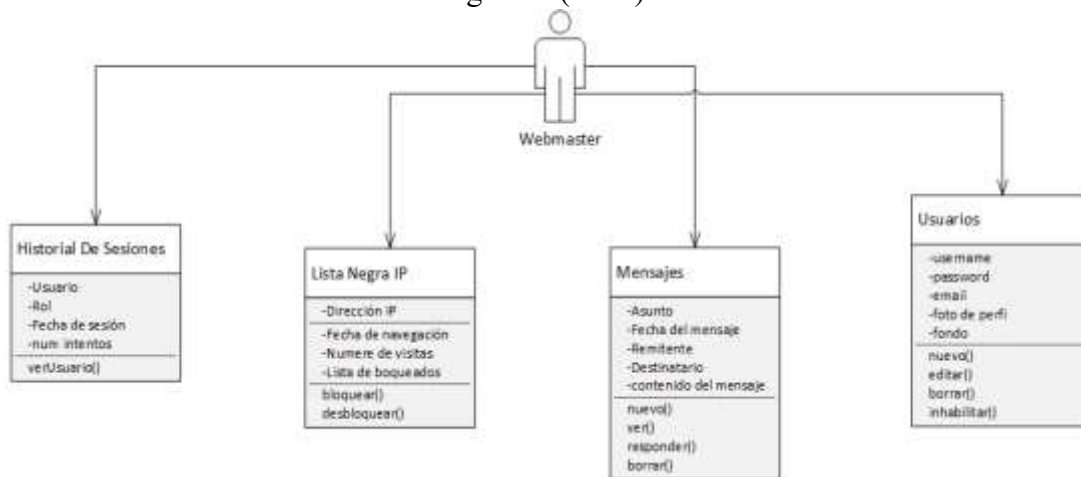 Webmaster
Historial De Sesiones
-Usuario
-Rol
-Fecha de sesión
-num intentos
verUsuario()
Lista Negra IP
-Dirección IP
-Fecha de navegación
-Numere de visitas
-Lista de boqueados
bloquear()
desbloquear()
Mensajes
-Asunto
-Fecha del mensaje
-Remitente
-Destinatario
-contenido del mensaje
nuevo()
ver()
responder()
borrar()
Usuarios
-username
-password
-email
-foto de perfi
-fondo
nuevo()
editar()
borrar()
inhabilitar()